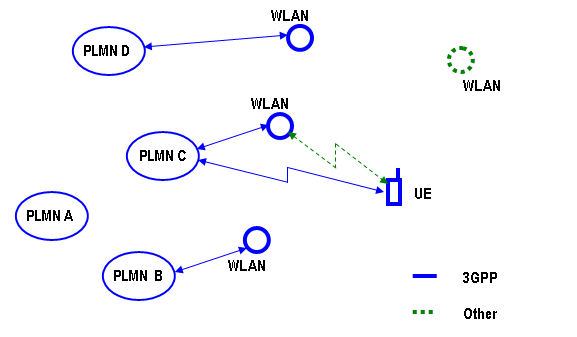 WLAN
PLMN D
WLAN
WLAN
PLMN C
UE
PLMN A
WLAN
PLMN B
3GPP
Other